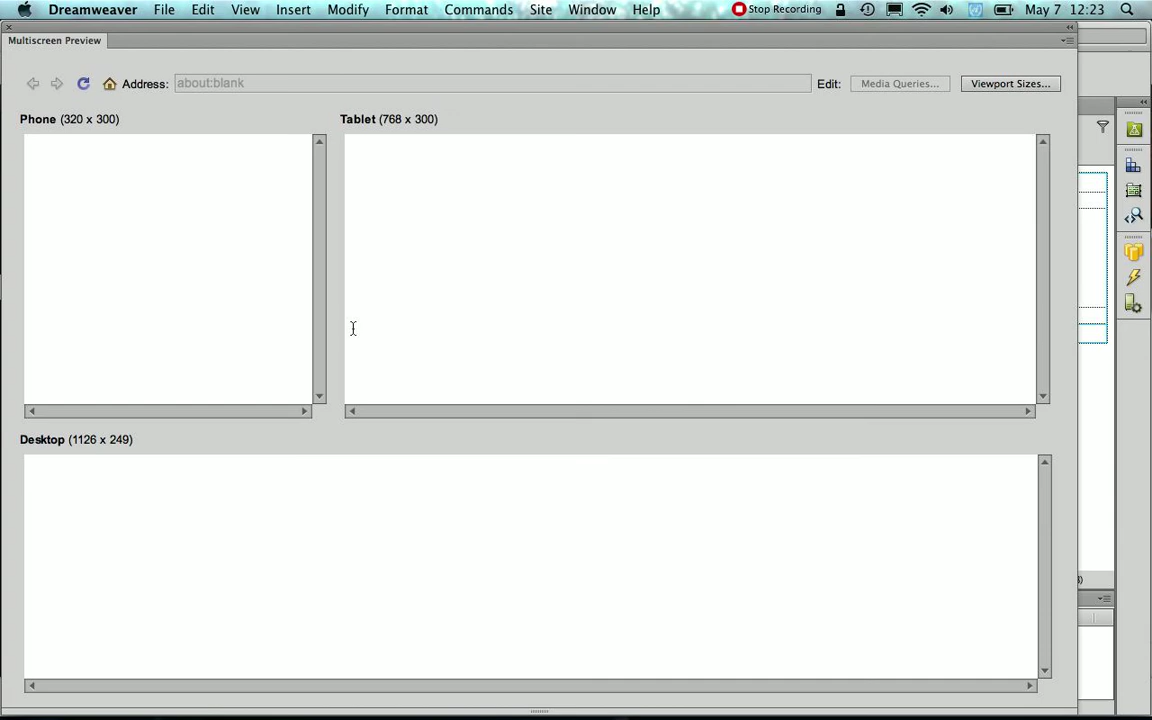 Dreamweaver File Edit View Insert Modify Format Commands Site Window Help Stop Recording May 7 12:23
Multiscreen Preview
Address: about:blank Edit: Media Queries... Viewport Sizes...
Phone (320 x 300) Tablet (768 x 300)
Desktop (1126 x 249)